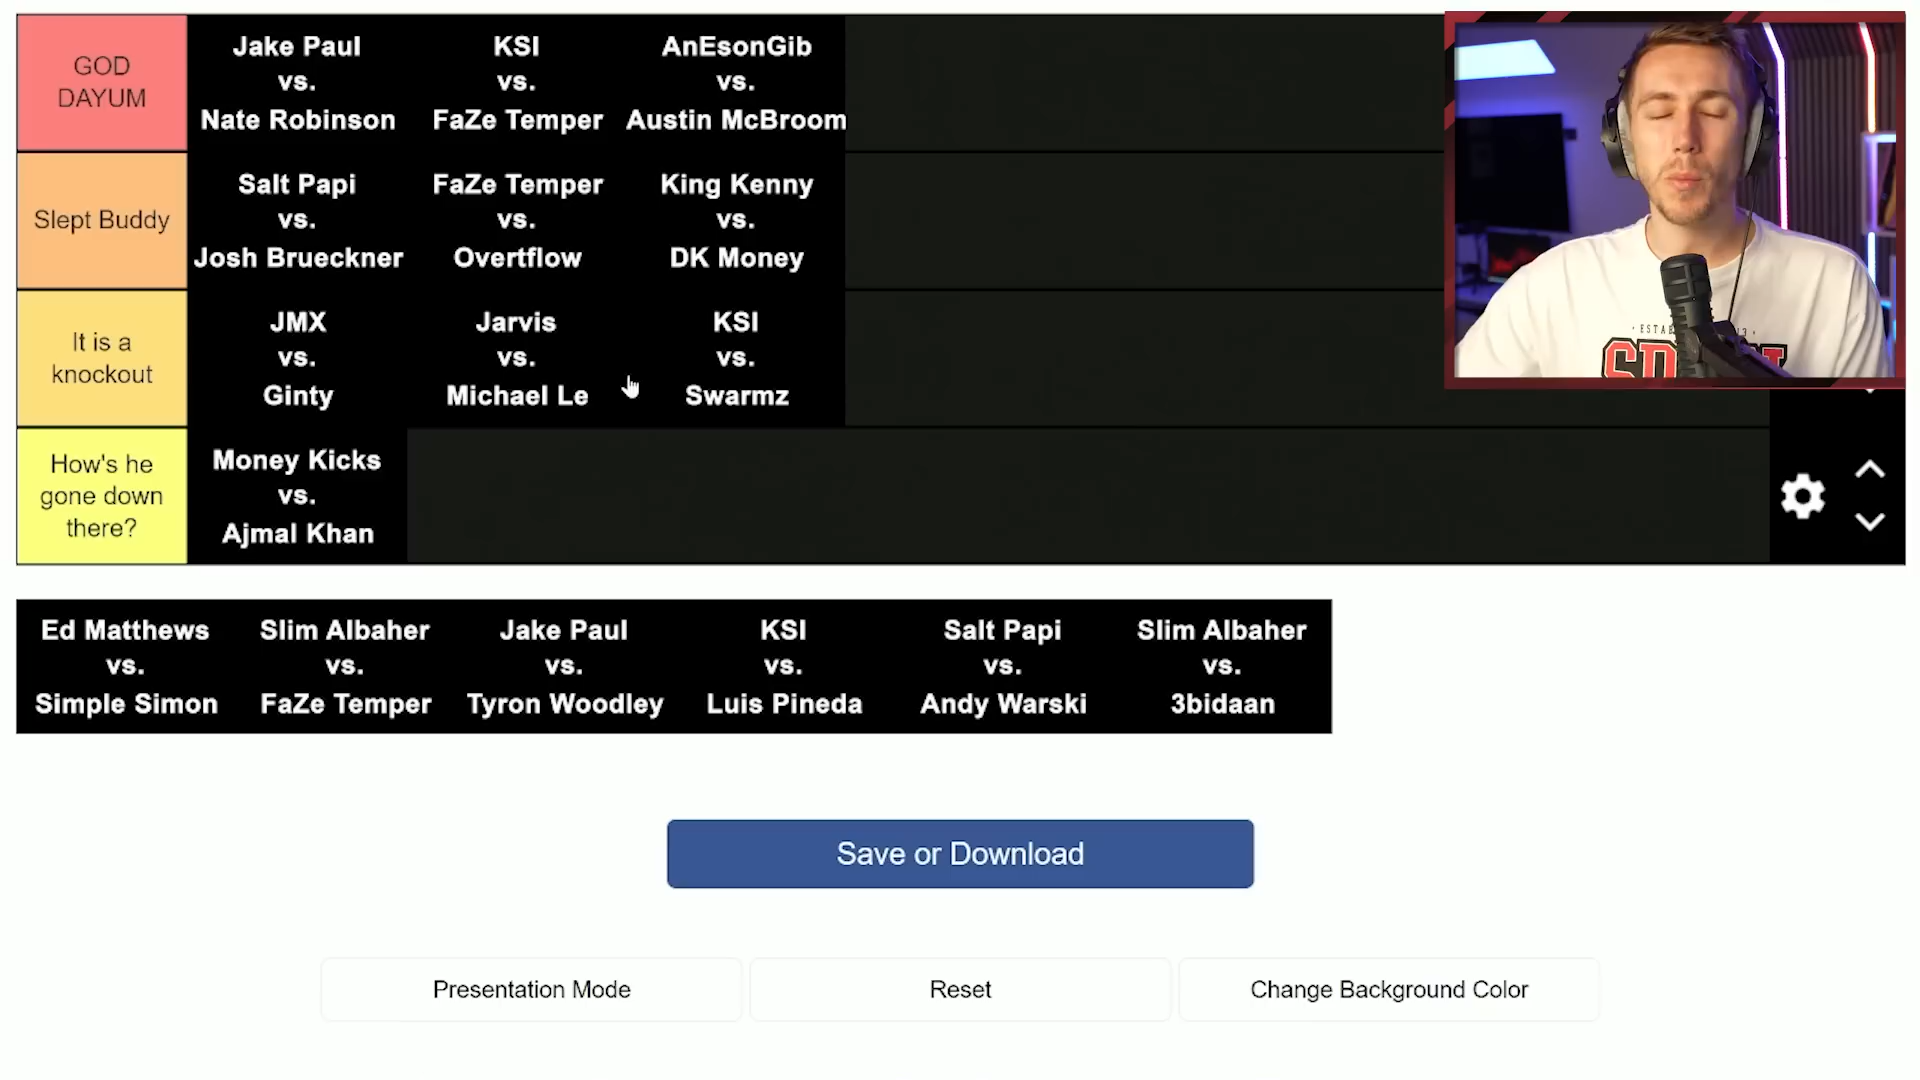 GOD
DAYUM
Jake Paul
vs.
Nate Robinson
KSI
vs.
FaZe Temper
AnEsonGib
vs.
Austin McBroom
Slept Buddy
Salt Papi
vs.
Josh Brueckner
FaZe Temper
vs.
Overtflow
King Kenny
vs.
DK Money
It is a
knockout
JMX
vs.
Ginty
Jarvis
vs.
Michael Le
KSI
vs.
Swarmz
How's he
gone down
there?
Money Kicks
vs.
Ajmal Khan
Ed Matthews
vs.
Simple Simon
Slim Albaher
vs.
FaZe Temper
Jake Paul
vs.
Tyron Woodley
KSI
vs.
Luis Pineda
Salt Papi
vs.
Andy Warski
Slim Albaher
vs.
3bidaan
Save or Download
Presentation Mode
Reset
Change Background Color